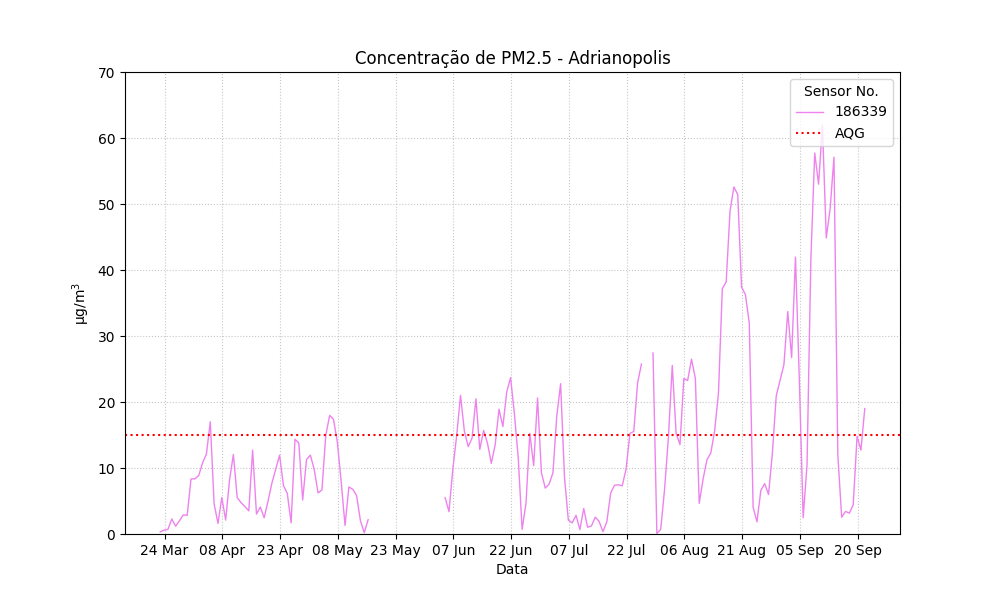 Concentração de PM2.5 - Adrianopolis
Sensor No.
186339
AQG
70
60
50
40
30
20
10
0
µg/m³
24 Mar 08 Apr 23 Apr 08 May 23 May 07 Jun 22 Jun 07 Jul 22 Jul 06 Aug 21 Aug 05 Sep 20 Sep
Data